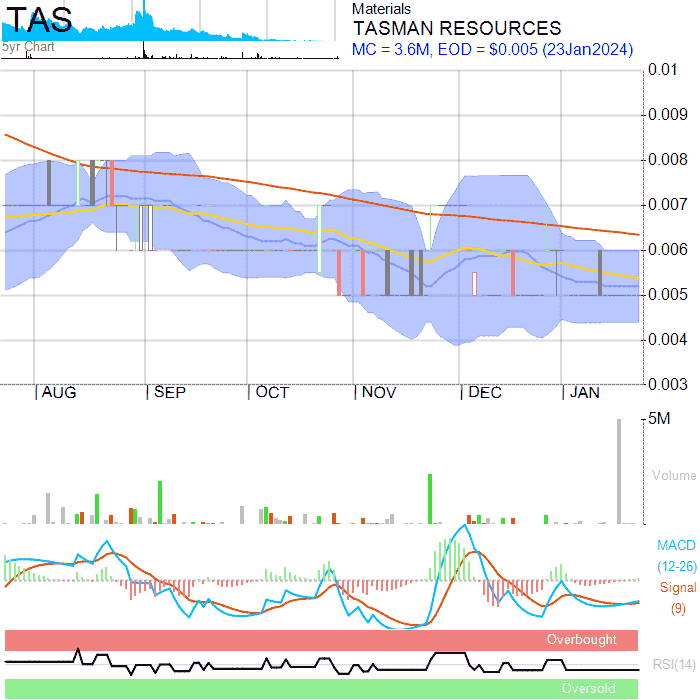 TAS
5yr Chart
Materials
TASMAN RESOURCES
MC = 3.6M, EOD = $0.005 (23Jan2024)
0.01
0.009
0.008
0.007
0.006
0.005
0.004
0.003
AUG SEP OCT NOV DEC JAN
5M
Volume
MACD
(12-26)
Signal
(9)
Overbought
RSI(14)
Oversold